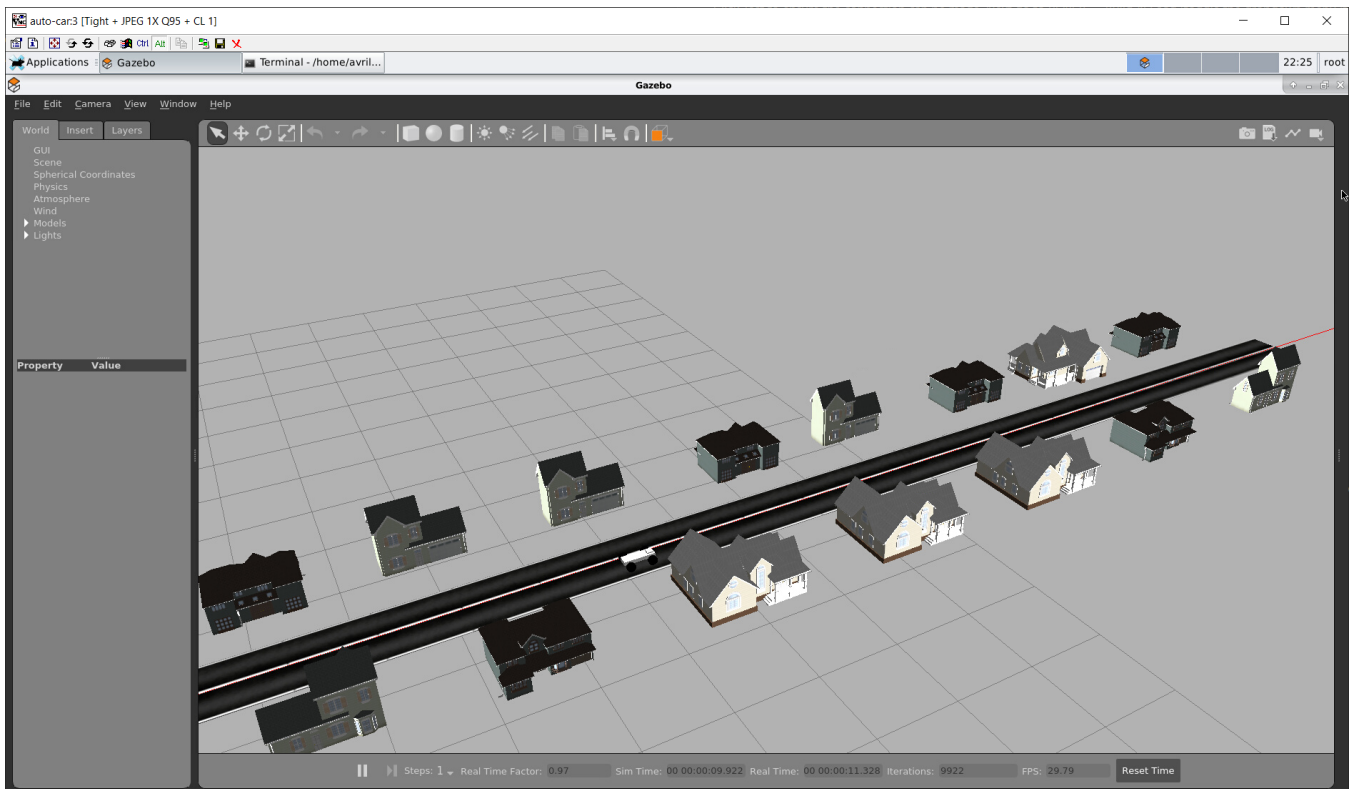 auto-car:3 [Tight + JPEG 1X Q95 + CL 1]
Ctrl Alt
Applications Gazebo Terminal - /home/avril... 22:25 root
Gazebo
File Edit Camera View Window Help
World Insert Layers
GUI
Scene
Spherical Coordinates
Physics
Atmosphere
Wind
Models
Lights
Property Value
Steps: 1 Real Time Factor: 0.97 Sim Time: 00 00:00:09.922 Real Time: 00 00:00:11.328 Iterations: 9922 FPS: 29.79 Reset Time